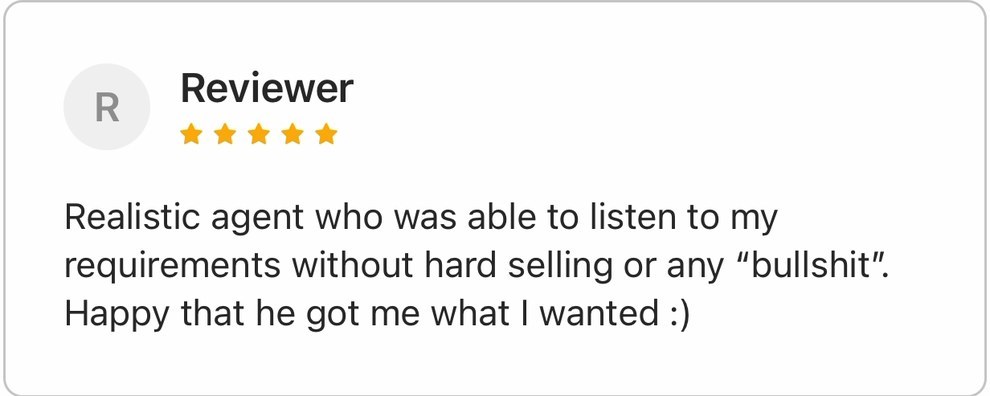 R
Reviewer
Realistic agent who was able to listen to my
requirements without hard selling or any “bullshit”.
Happy that he got me what I wanted :)